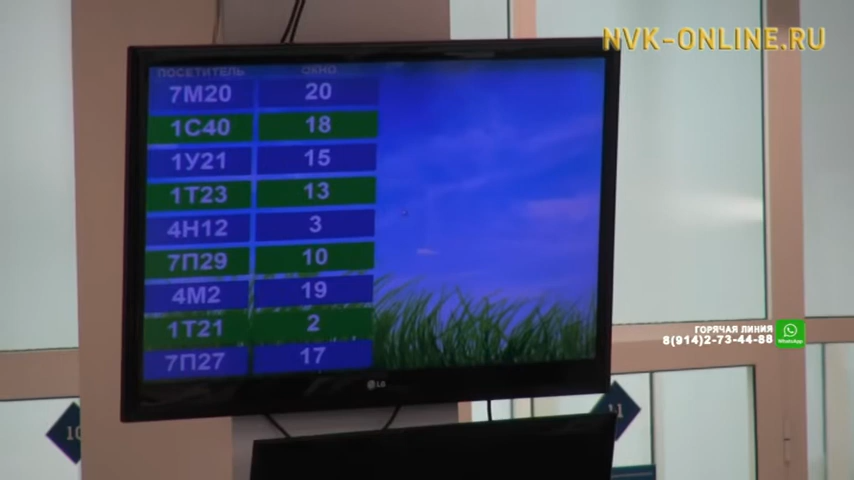 NVK-ONLINE.RU
ПОСЕТИТЕЛЬ ОКНО
7М20 20
1С40 18
1У21 15
1Т23 13
4Н12 3
7П29 10
4М2 19
1Т21 2
7П27 17
LG
ГОРЯЧАЯ ЛИНИЯ
8(914)2-73-44-88
WhatsApp
10
11